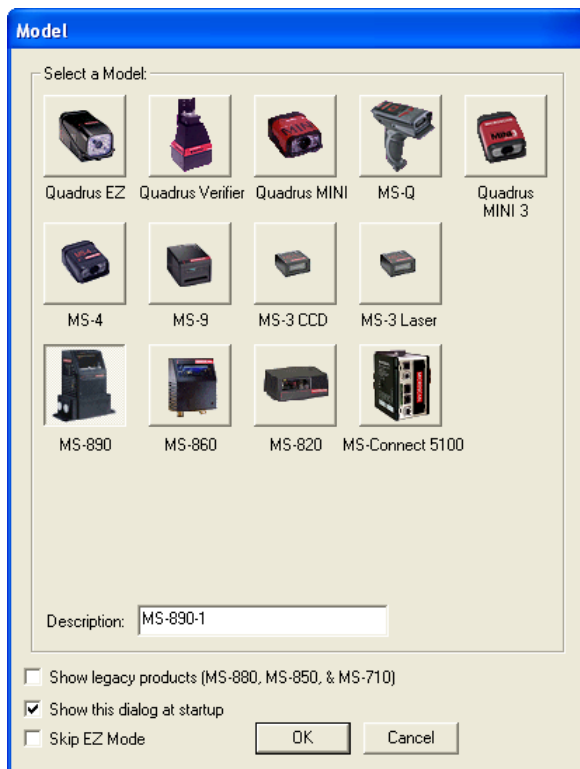 Model
Select a Model:
Quadrus EZ
Quadrus Verifier
Quadrus MINI
MS-Q
Quadrus MINI 3
MS-4
MS-9
MS-3 CCD
MS-3 Laser
MS-890
MS-860
MS-820
MS-Connect 5100
Description: MS-890-1
Show legacy products (MS-880, MS-850, & MS-710)
Show this dialog at startup
Skip EZ Mode
OK
Cancel